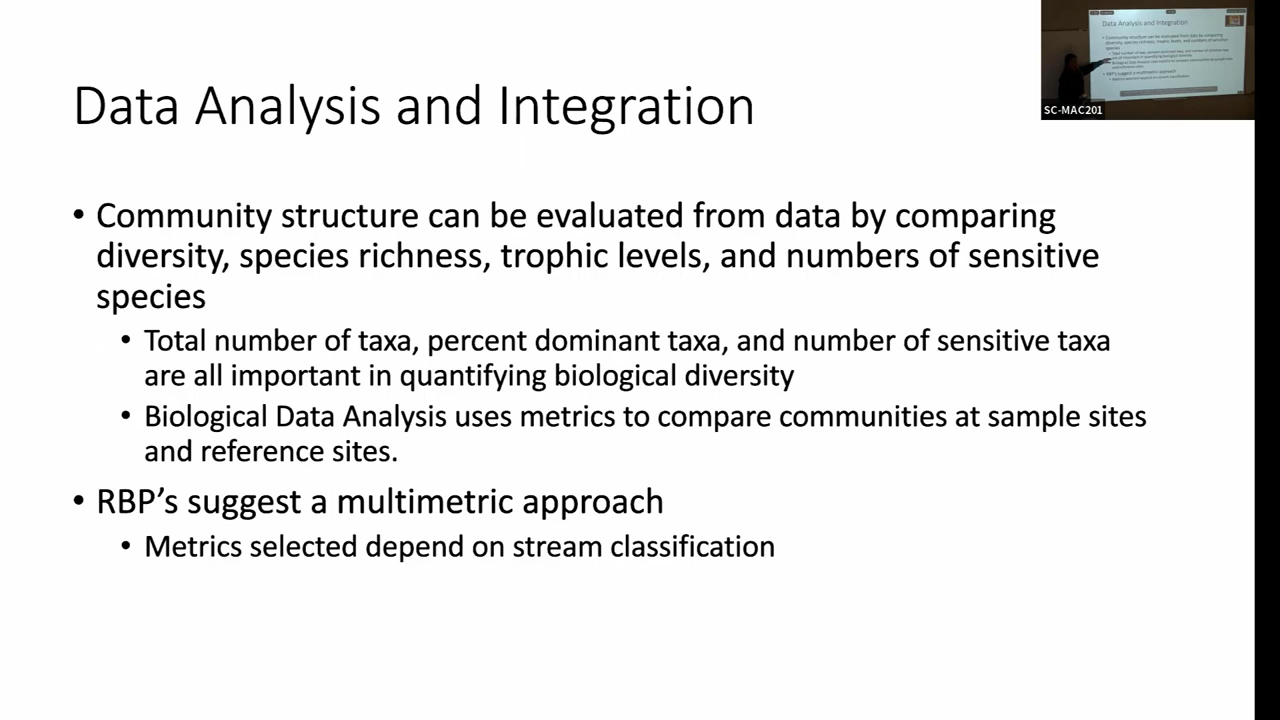 Data Analysis and Integration
SC-MAC201
• Community structure can be evaluated from data by comparing
diversity, species richness, trophic levels, and numbers of sensitive
species
• Total number of taxa, percent dominant taxa, and number of sensitive taxa
are all important in quantifying biological diversity
• Biological Data Analysis uses metrics to compare communities at sample sites
and reference sites.
• RBP’s suggest a multimetric approach
• Metrics selected depend on stream classification